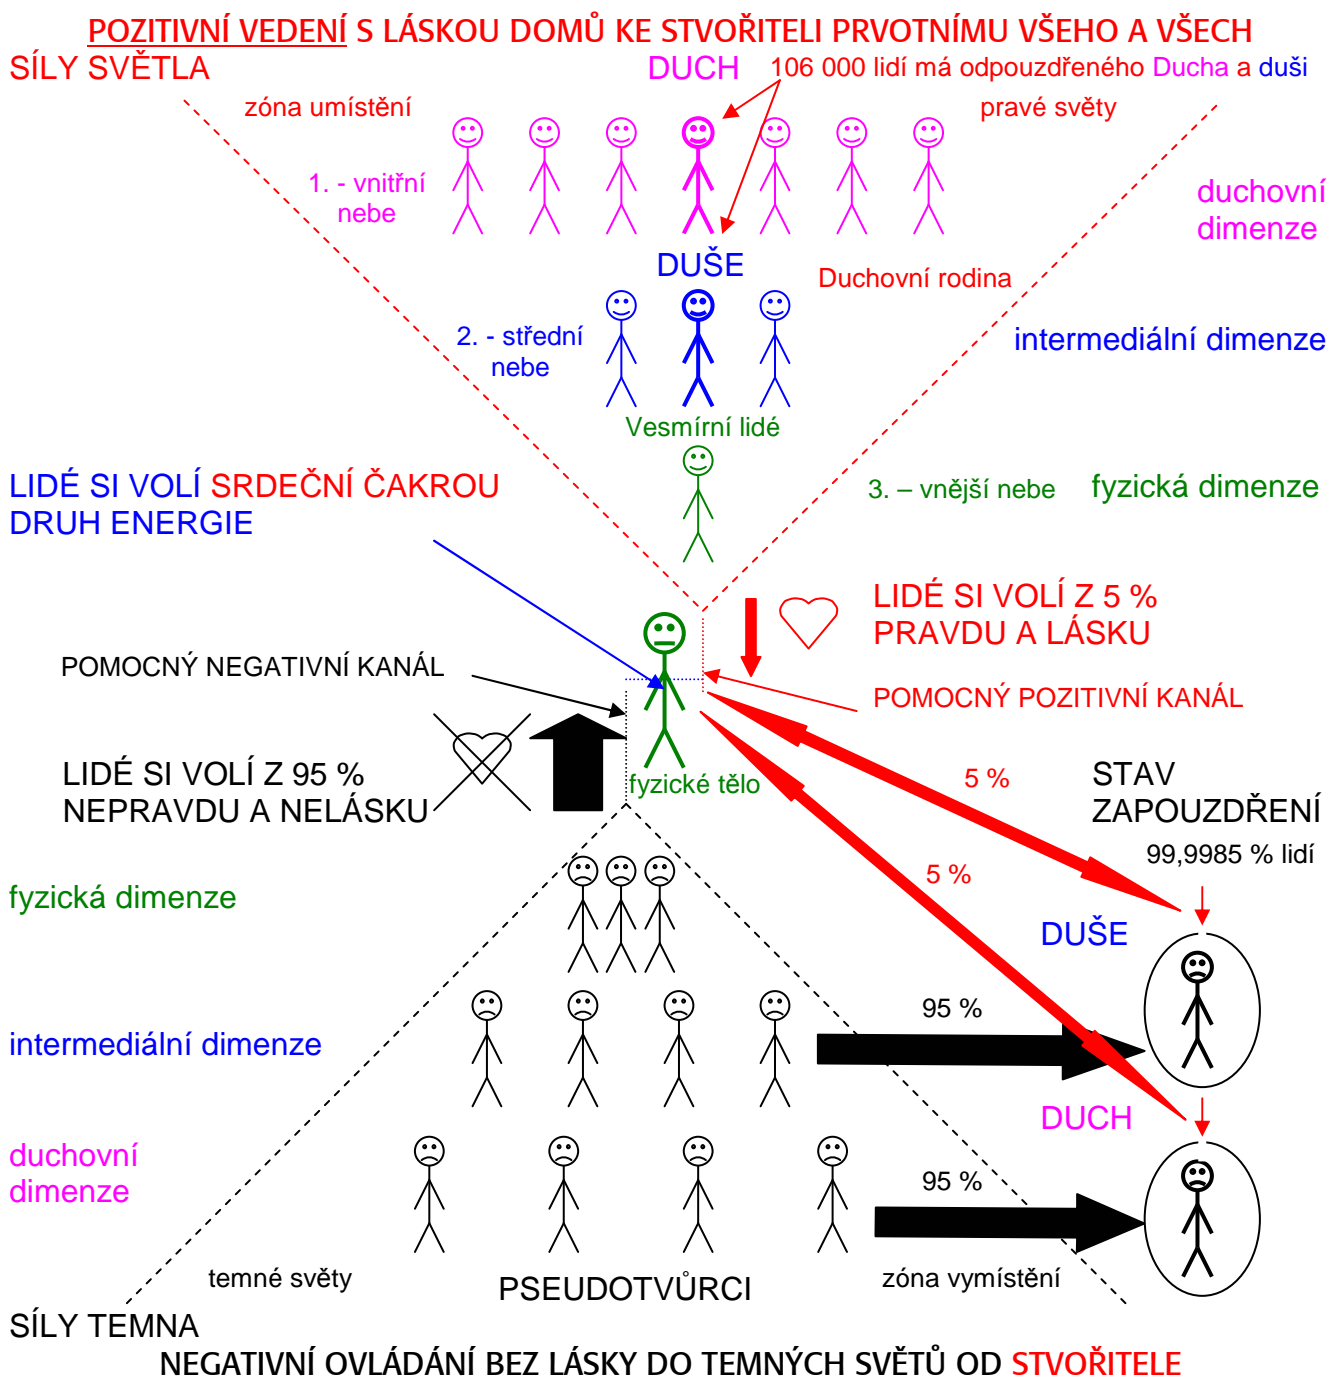 POZITIVNÍ VEDENÍ S LÁSKOU DOMŮ KE STVOŘITELI PRVOTNÍMU VŠEHO A VŠECH
SÍLY SVĚTLA
DUCH
106 000 lidí má odpouzdřeného Ducha a duši
zóna umístění
pravé světy
1. - vnitřní
nebe
duchovní
dimenze
DUŠE
Duchovní rodina
2. - střední
nebe
intermediální dimenze
Vesmírní lidé
LIDÉ SI VOLÍ SRDEČNÍ ČAKROU
DRUH ENERGIE
3. – vnější nebe
fyzická dimenze
LIDÉ SI VOLÍ Z 5 %
PRAVDU A LÁSKU
POMOCNÝ NEGATIVNÍ KANÁL
POMOCNÝ POZITIVNÍ KANÁL
LIDÉ SI VOLÍ Z 95 %
NEPRAVDU A NELÁSKU
fyzické tělo
5 %
STAV
ZAPOUZDŘENÍ
99,9985 % lidí
5 %
fyzická dimenze
DUŠE
95 %
intermediální dimenze
DUCH
duchovní
dimenze
95 %
temné světy
PSEUDOTVŮRCI
zóna vymístění
SÍLY TEMNA
NEGATIVNÍ OVLÁDÁNÍ BEZ LÁSKY DO TEMNÝCH SVĚTŮ OD STVOŘITELE